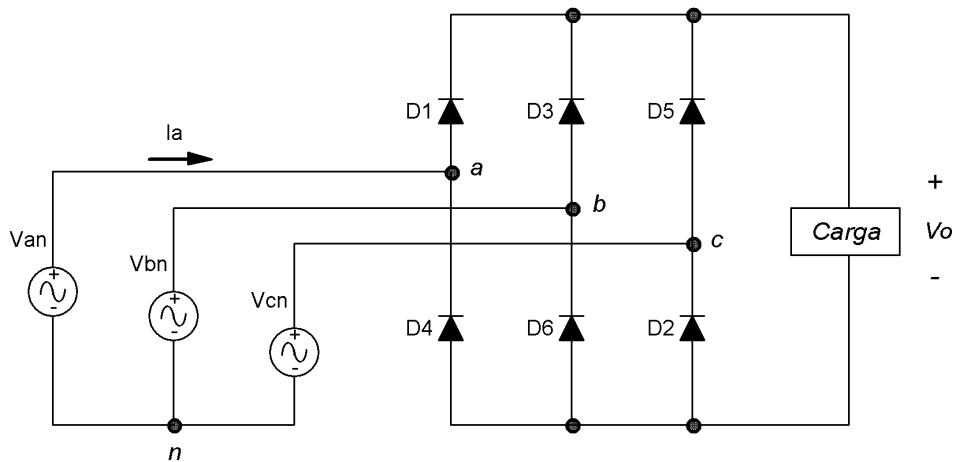 D1
D3
D5
Ia
a
b
c
+
Van
Vbn
Vcn
Carga
Vo
-
D4
D6
D2
+
-
+
-
+
-
n